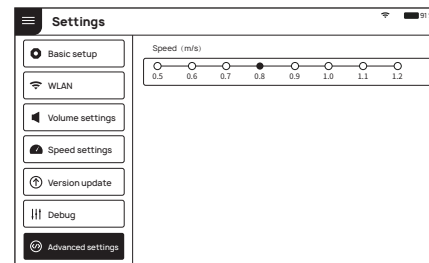 Settings
91
Basic setup
WLAN
Volume settings
Speed settings
Version update
Debug
Advanced settings
Speed（m/s）
0.5 0.6 0.7 0.8 0.9 1.0 1.1 1.2